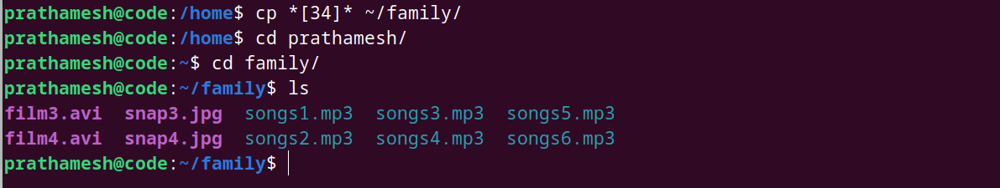 prathamesh@code:/home$ cp *[34]* ~/family/
prathamesh@code:/home$ cd prathamesh/
prathamesh@code:~$ cd family/
prathamesh@code:~/family$ ls
film3.avi  snap3.jpg  songs1.mp3  songs3.mp3  songs5.mp3
film4.avi  snap4.jpg  songs2.mp3  songs4.mp3  songs6.mp3
prathamesh@code:~/family$